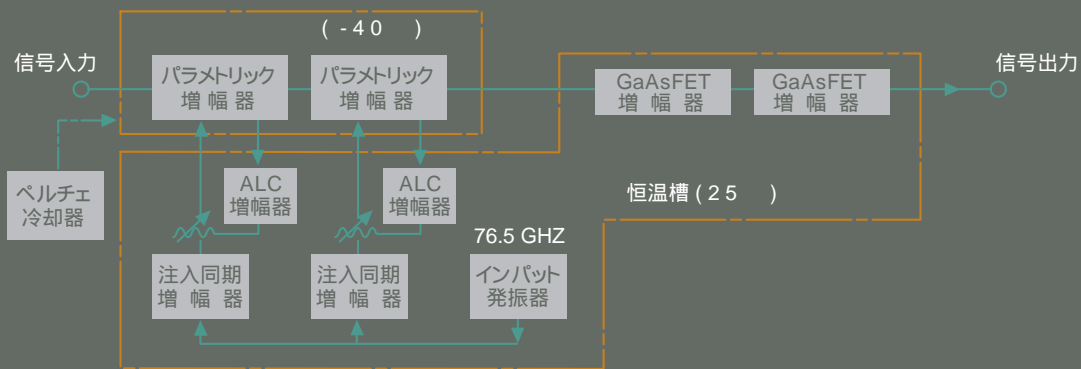 ( -40 )
信号入力
パラメトリック
増幅器
パラメトリック
増幅器
GaAsFET
増幅器
GaAsFET
増幅器
信号出力
ペルチェ
冷却器
ALC
増幅器
ALC
増幅器
恒温槽 ( 25 )
76.5 GHZ
注入同期
増幅器
注入同期
増幅器
インパット
発振器